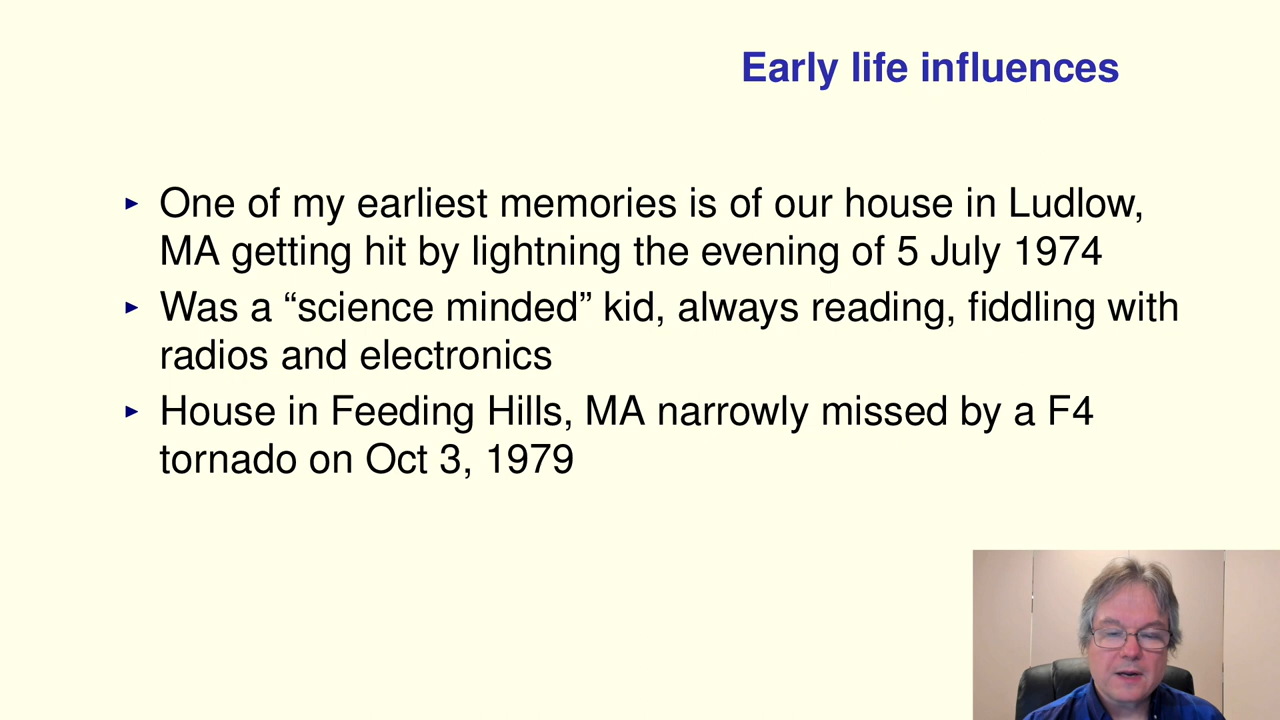 Early life influences
▸ One of my earliest memories is of our house in Ludlow,
MA getting hit by lightning the evening of 5 July 1974
▸ Was a “science minded” kid, always reading, fiddling with
radios and electronics
▸ House in Feeding Hills, MA narrowly missed by a F4
tornado on Oct 3, 1979